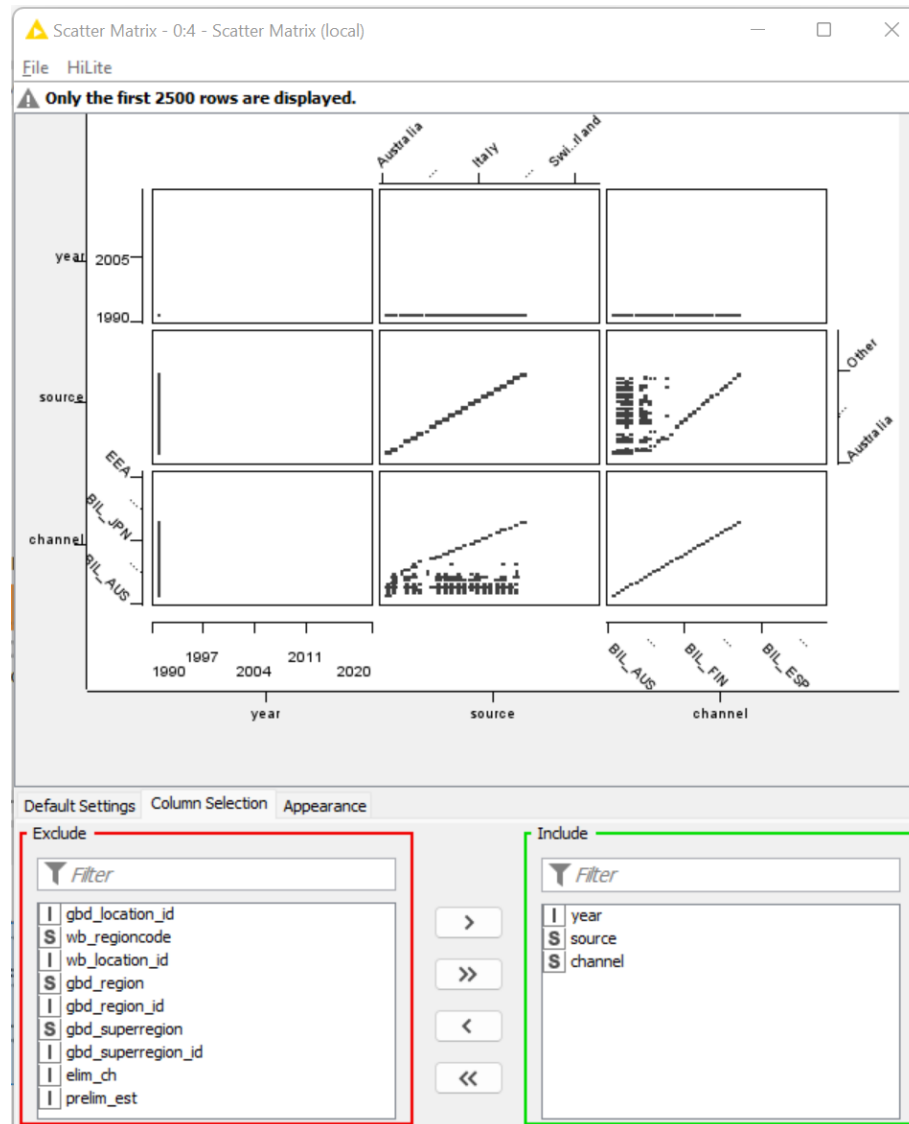 Scatter Matrix - 0:4 - Scatter Matrix (local)
File HiLite
Only the first 2500 rows are displayed.
Australia ... Italy ... Swi..rland
year 2005
1990
source
Other
...
Australia
channel
EEA
...
BIL_JPN
...
BIL_AUS
1990 1997 2004 2011 2020
BIL_AUS ... BIL_FIN ... BIL_ESP
year source channel
Default Settings Column Selection Appearance
Exclude
Filter
I gbd_location_id
S wb_regioncode
I wb_location_id
S gbd_region
I gbd_region_id
S gbd_superregion
I gbd_superregion_id
I elim_ch
I prelim_est
>
>>
<
<<
Include
Filter
I year
S source
S channel